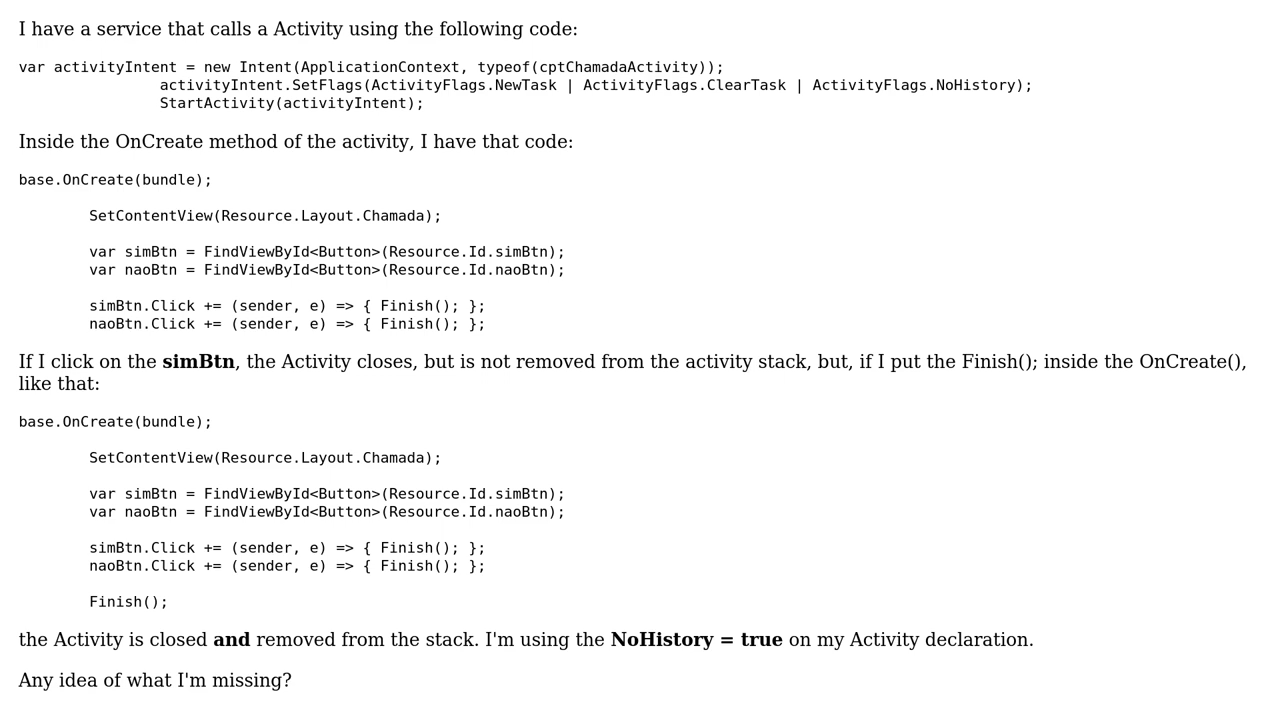 I have a service that calls a Activity using the following code:
var activityIntent = new Intent(ApplicationContext, typeof(cptChamadaActivity));
                activityIntent.SetFlags(ActivityFlags.NewTask | ActivityFlags.ClearTask | ActivityFlags.NoHistory);
                StartActivity(activityIntent);
Inside the OnCreate method of the activity, I have that code:
base.OnCreate(bundle);
        SetContentView(Resource.Layout.Chamada);
        var simBtn = FindViewById<Button>(Resource.Id.simBtn);
        var naoBtn = FindViewById<Button>(Resource.Id.naoBtn);
        simBtn.Click += (sender, e) => { Finish(); };
        naoBtn.Click += (sender, e) => { Finish(); };
If I click on the simBtn, the Activity closes, but is not removed from the activity stack, but, if I put the Finish(); inside the OnCreate(),
like that:
base.OnCreate(bundle);
        SetContentView(Resource.Layout.Chamada);
        var simBtn = FindViewById<Button>(Resource.Id.simBtn);
        var naoBtn = FindViewById<Button>(Resource.Id.naoBtn);
        simBtn.Click += (sender, e) => { Finish(); };
        naoBtn.Click += (sender, e) => { Finish(); };
        Finish();
the Activity is closed and removed from the stack. I'm using the NoHistory = true on my Activity declaration.
Any idea of what I'm missing?